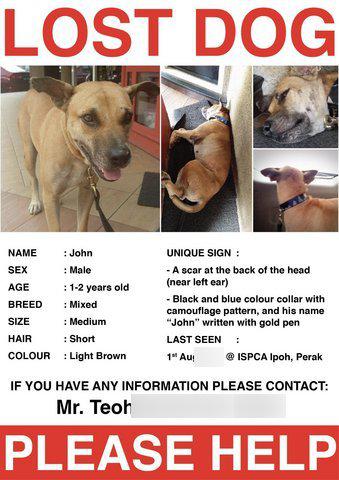 LOST DOG
NAME : John
SEX : Male
AGE : 1-2 years old
BREED : Mixed
SIZE : Medium
HAIR : Short
COLOUR : Light Brown
UNIQUE SIGN :
- A scar at the back of the head
(near left ear)
- Black and blue colour collar with
camouflage pattern, and his name
“John” written with gold pen
LAST SEEN :
1st @ ISPCA Ipoh, Perak
IF YOU HAVE ANY INFORMATION PLEASE CONTACT:
Mr. Teoh
PLEASE HELP